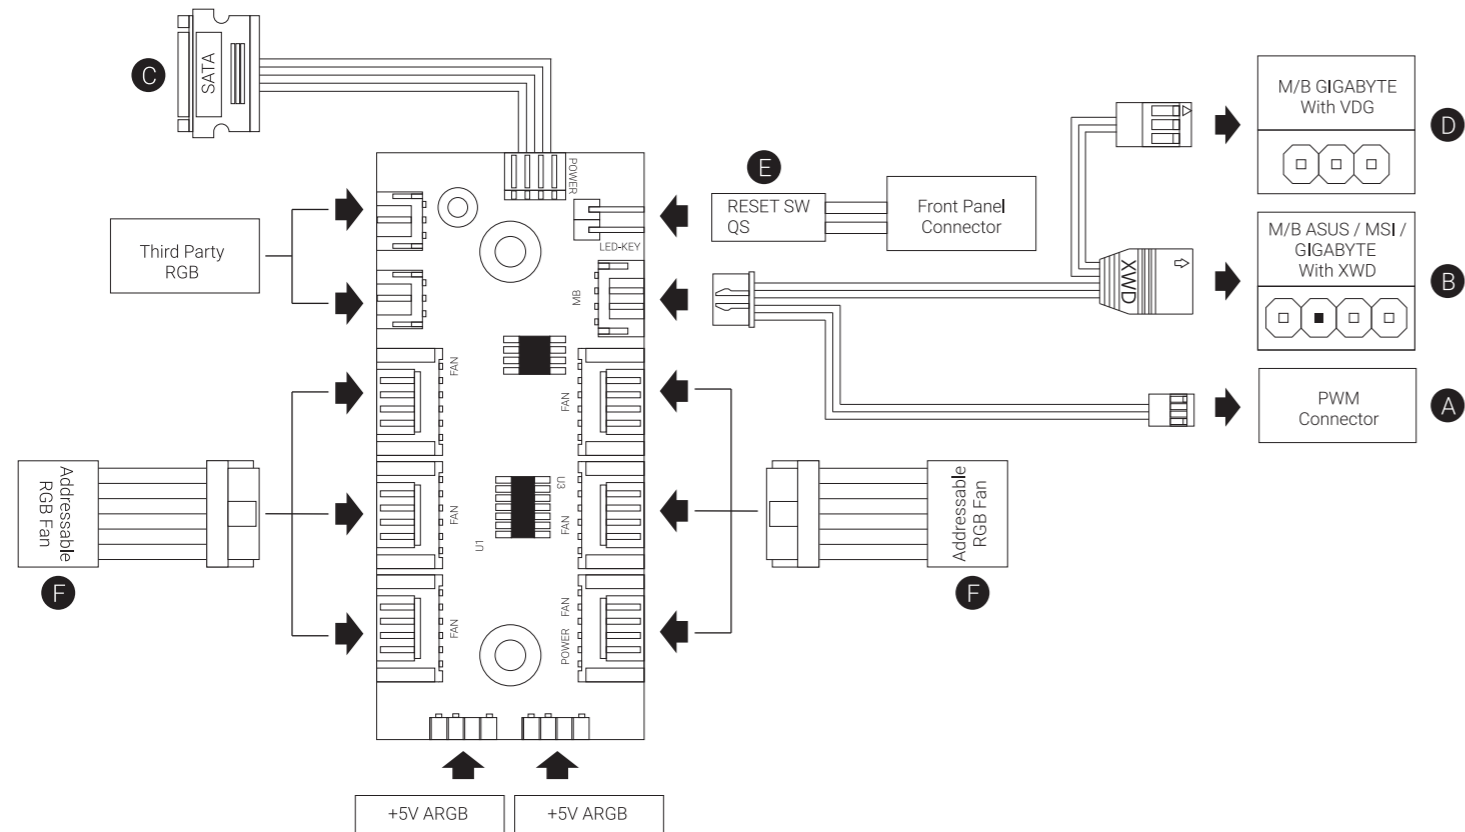 C
SATA
POWER
M/B GIGABYTE
With VDG
D
E
RESET SW
QS
Front Panel
Connector
LED-KEY
Third Party
RGB
MB
XWD
M/B ASUS / MSI /
GIGABYTE
With XWD
B
FAN
FAN
PWM
Connector
A
Addressable
RGB Fan
F
FAN
U3
FAN
U1
Addressable
RGB Fan
F
FAN
FAN
POWER
+5V ARGB
+5V ARGB